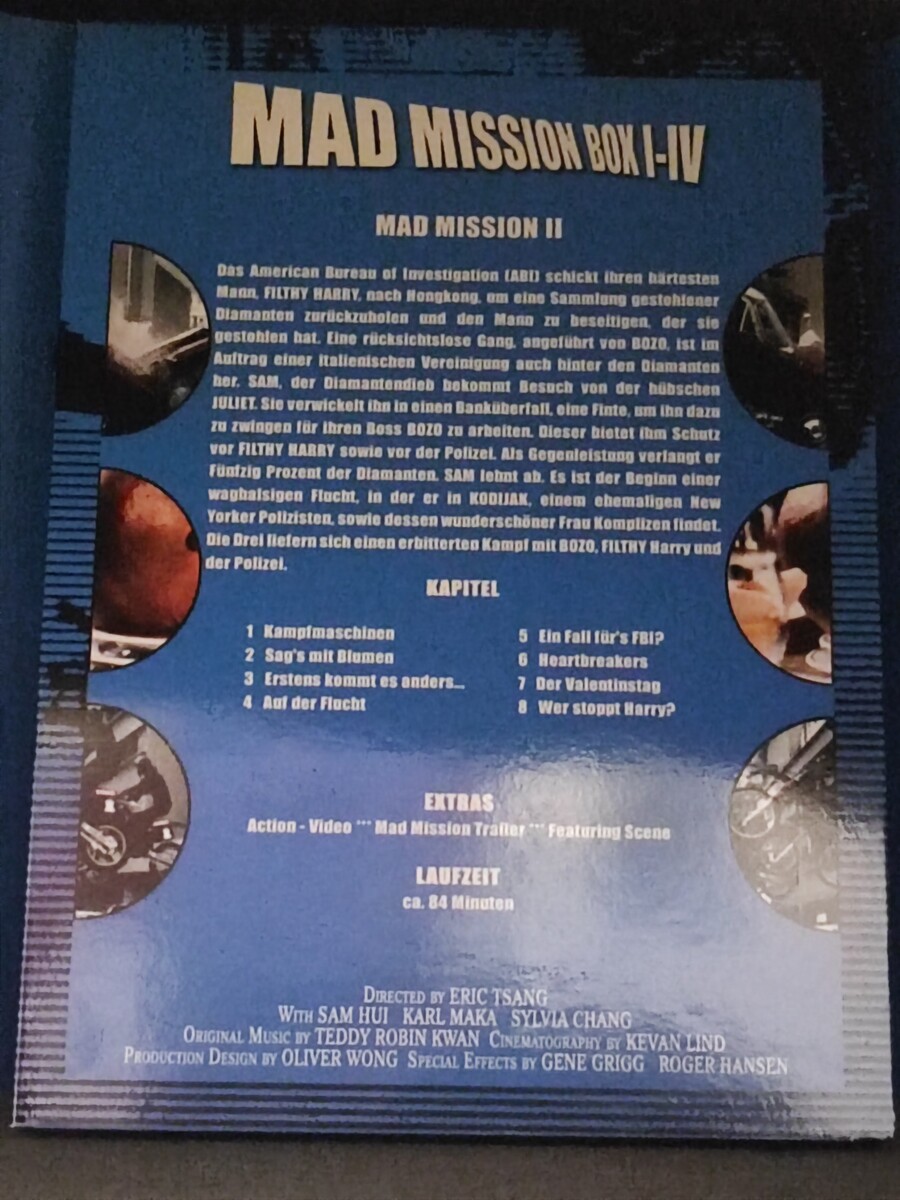 MAD MISSION BOX I-IV
MAD MISSION II
Das American Bureau of Investigation (ABI) schickt ihren härtesten
Mann, FILTHY HARRY, nach Hongkong, um eine Sammlung gestohlener
Diamanten zurückzuholen und den Mann zu beseitigen, der sie
gestohlen hat. Eine rücksichtslose Gang, angeführt von BOZO, ist im
Auftrag einer italienischen Vereinigung auch hinter den Diamanten
her. SAM, der Diamantendieb bekommt Besuch von der hübschen
JULIET. Sie verwickelt ihn in einen Banküberfall, eine Finte, um ihn dazu
zu zwingen für ihren Boss BOZO zu arbeiten. Dieser bietet ihm Schutz
vor FILTHY HARRY sowie vor der Polizei. Als Gegenleistung verlangt er
Fünfzig Prozent der Diamanten. SAM lehnt ab. Es ist der Beginn einer
waghalsigen Flucht, in der er in KODIJAK, einem ehemaligen New
Yorker Polizisten, sowie dessen wunderschöner Frau Komplizen findet.
Die Drei liefern sich einen erbitterten Kampf mit BOZO, FILTHY Harry und
der Polizei.
KAPITEL
1 Kampfmaschinen
2 Sag's mit Blumen
3 Erstens kommt es anders...
4 Auf der Flucht
5 Ein Fall für's FBI?
6 Heartbreakers
7 Der Valentinstag
8 Wer stoppt Harry?
EXTRAS
Action - Video *** Mad Mission Trailer *** Featuring Scene
LAUFZEIT
ca. 84 Minuten
DIRECTED BY ERIC TSANG
WITH SAM HUI KARL MAKA SYLVIA CHANG
ORIGINAL MUSIC BY TEDDY ROBIN KWAN CINEMATOGRAPHY BY KEVAN LIND
PRODUCTION DESIGN BY OLIVER WONG SPECIAL EFFECTS BY GENE GRIGG ROGER HANSEN